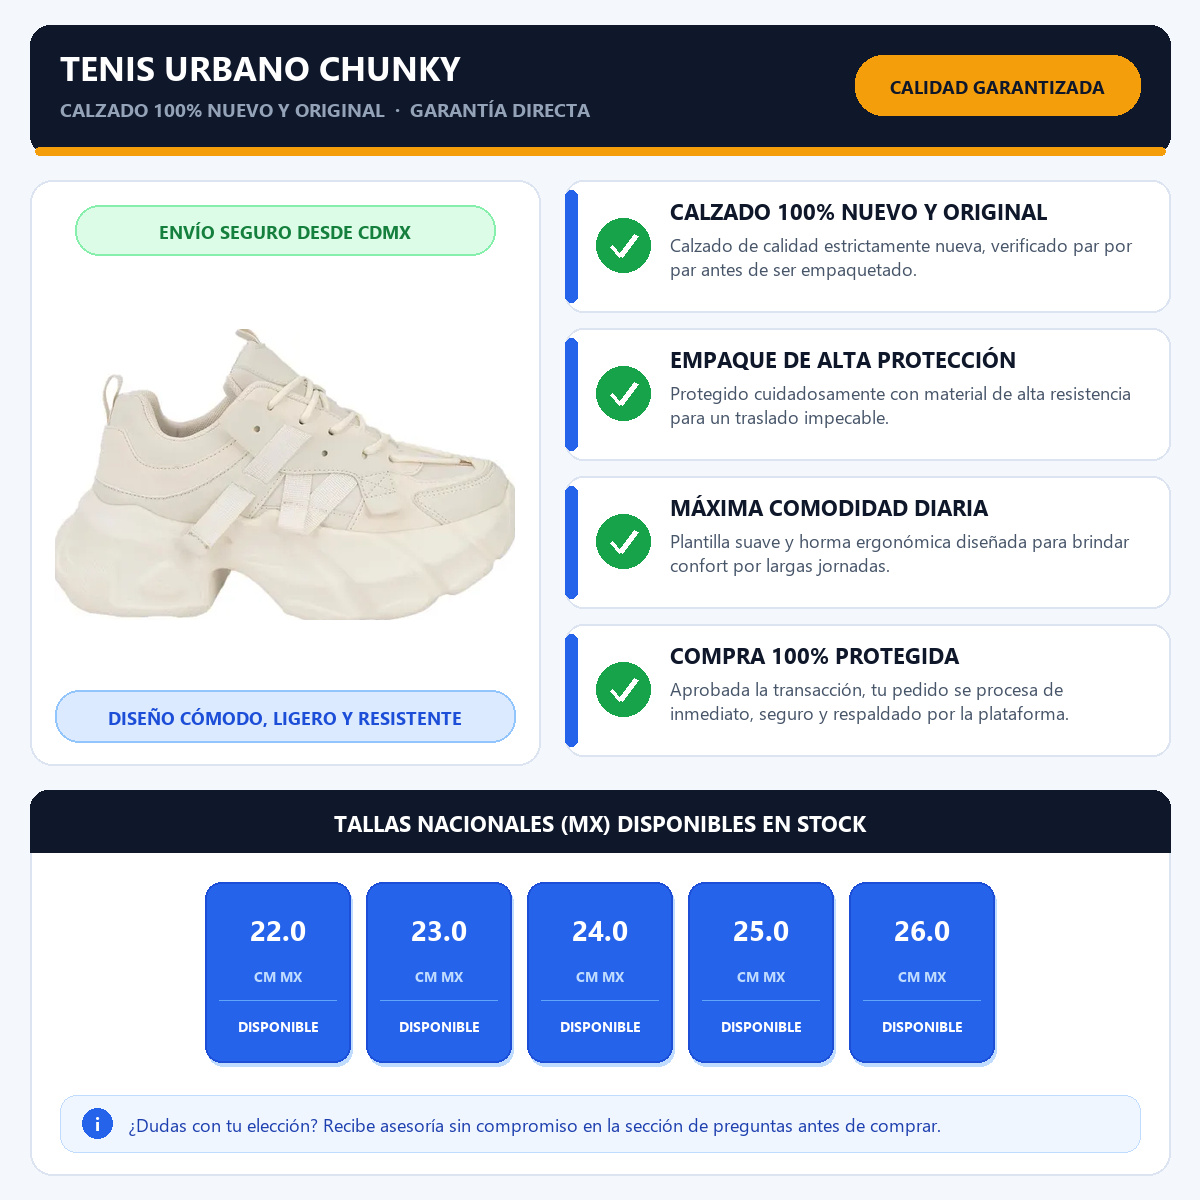 TENIS URBANO CHUNKY
CALZADO 100% NUEVO Y ORIGINAL · GARANTÍA DIRECTA
CALIDAD GARANTIZADA
ENVÍO SEGURO DESDE CDMX
DISEÑO CÓMODO, LIGERO Y RESISTENTE
CALZADO 100% NUEVO Y ORIGINAL
Calzado de calidad estrictamente nueva, verificado par por
par antes de ser empaquetado.
EMPAQUE DE ALTA PROTECCIÓN
Protegido cuidadosamente con material de alta resistencia
para un traslado impecable.
MÁXIMA COMODIDAD DIARIA
Plantilla suave y horma ergonómica diseñada para brindar
confort por largas jornadas.
COMPRA 100% PROTEGIDA
Aprobada la transacción, tu pedido se procesa de
inmediato, seguro y respaldado por la plataforma.
TALLAS NACIONALES (MX) DISPONIBLES EN STOCK
22.0
CM MX
DISPONIBLE
23.0
CM MX
DISPONIBLE
24.0
CM MX
DISPONIBLE
25.0
CM MX
DISPONIBLE
26.0
CM MX
DISPONIBLE
¿Dudas con tu elección? Recibe asesoría sin compromiso en la sección de preguntas antes de comprar.